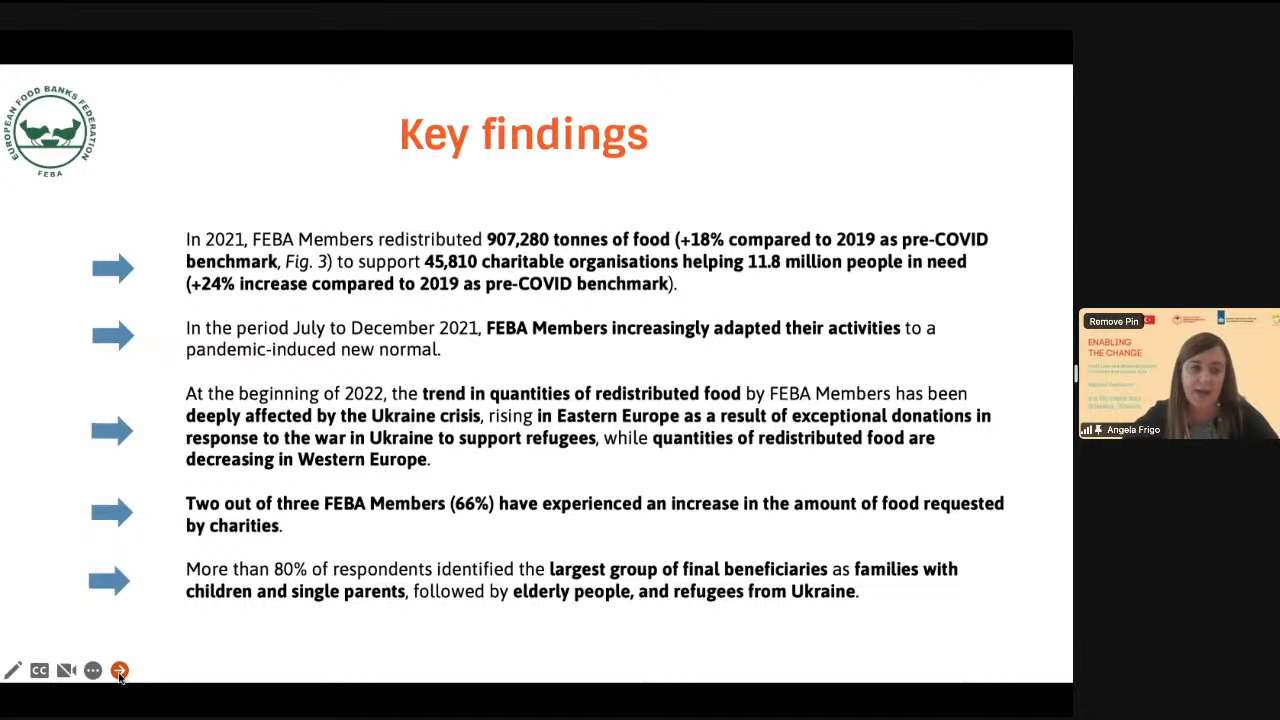 EUROPEAN FOOD BANKS FEDERATION
FEBA
Key findings
In 2021, FEBA Members redistributed 907,280 tonnes of food (+18% compared to 2019 as pre-COVID
benchmark, Fig. 3) to support 45,810 charitable organisations helping 11.8 million people in need
(+24% increase compared to 2019 as pre-COVID benchmark).
In the period July to December 2021, FEBA Members increasingly adapted their activities to a
pandemic-induced new normal.
At the beginning of 2022, the trend in quantities of redistributed food by FEBA Members has been
deeply affected by the Ukraine crisis, rising in Eastern Europe as a result of exceptional donations in
response to the war in Ukraine to support refugees, while quantities of redistributed food are
decreasing in Western Europe.
Two out of three FEBA Members (66%) have experienced an increase in the amount of food requested
by charities.
More than 80% of respondents identified the largest group of final beneficiaries as families with
children and single parents, followed by elderly people, and refugees from Ukraine.
CC
Remove Pin
ENABLING
THE CHANGE
Angela Frigo